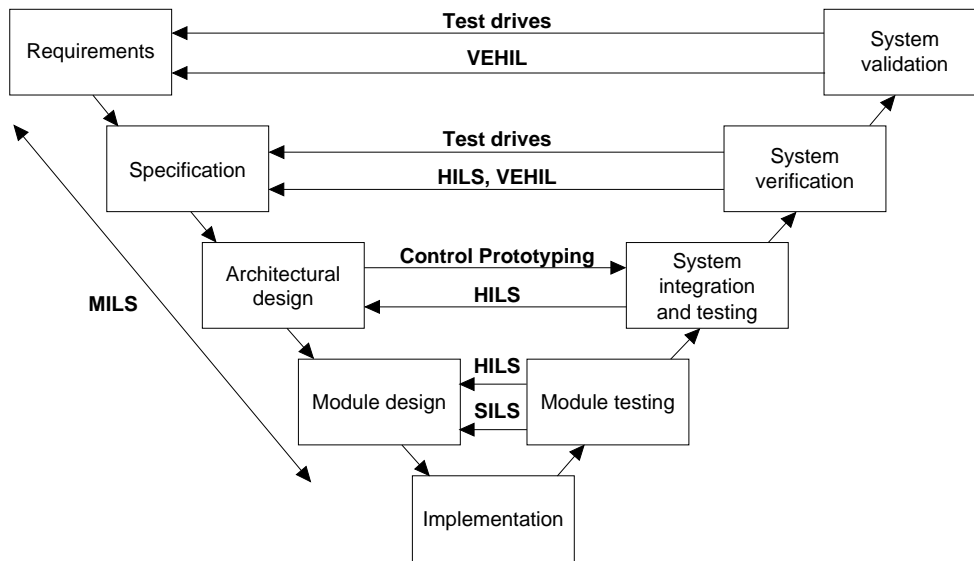 Test drives
Requirements
System
validation
VEHIL
Test drives
Specification
System
verification
HILS, VEHIL
Control Prototyping
Architectural
design
System
integration
and testing
HILS
MILS
HILS
Module design
Module testing
SILS
Implementation